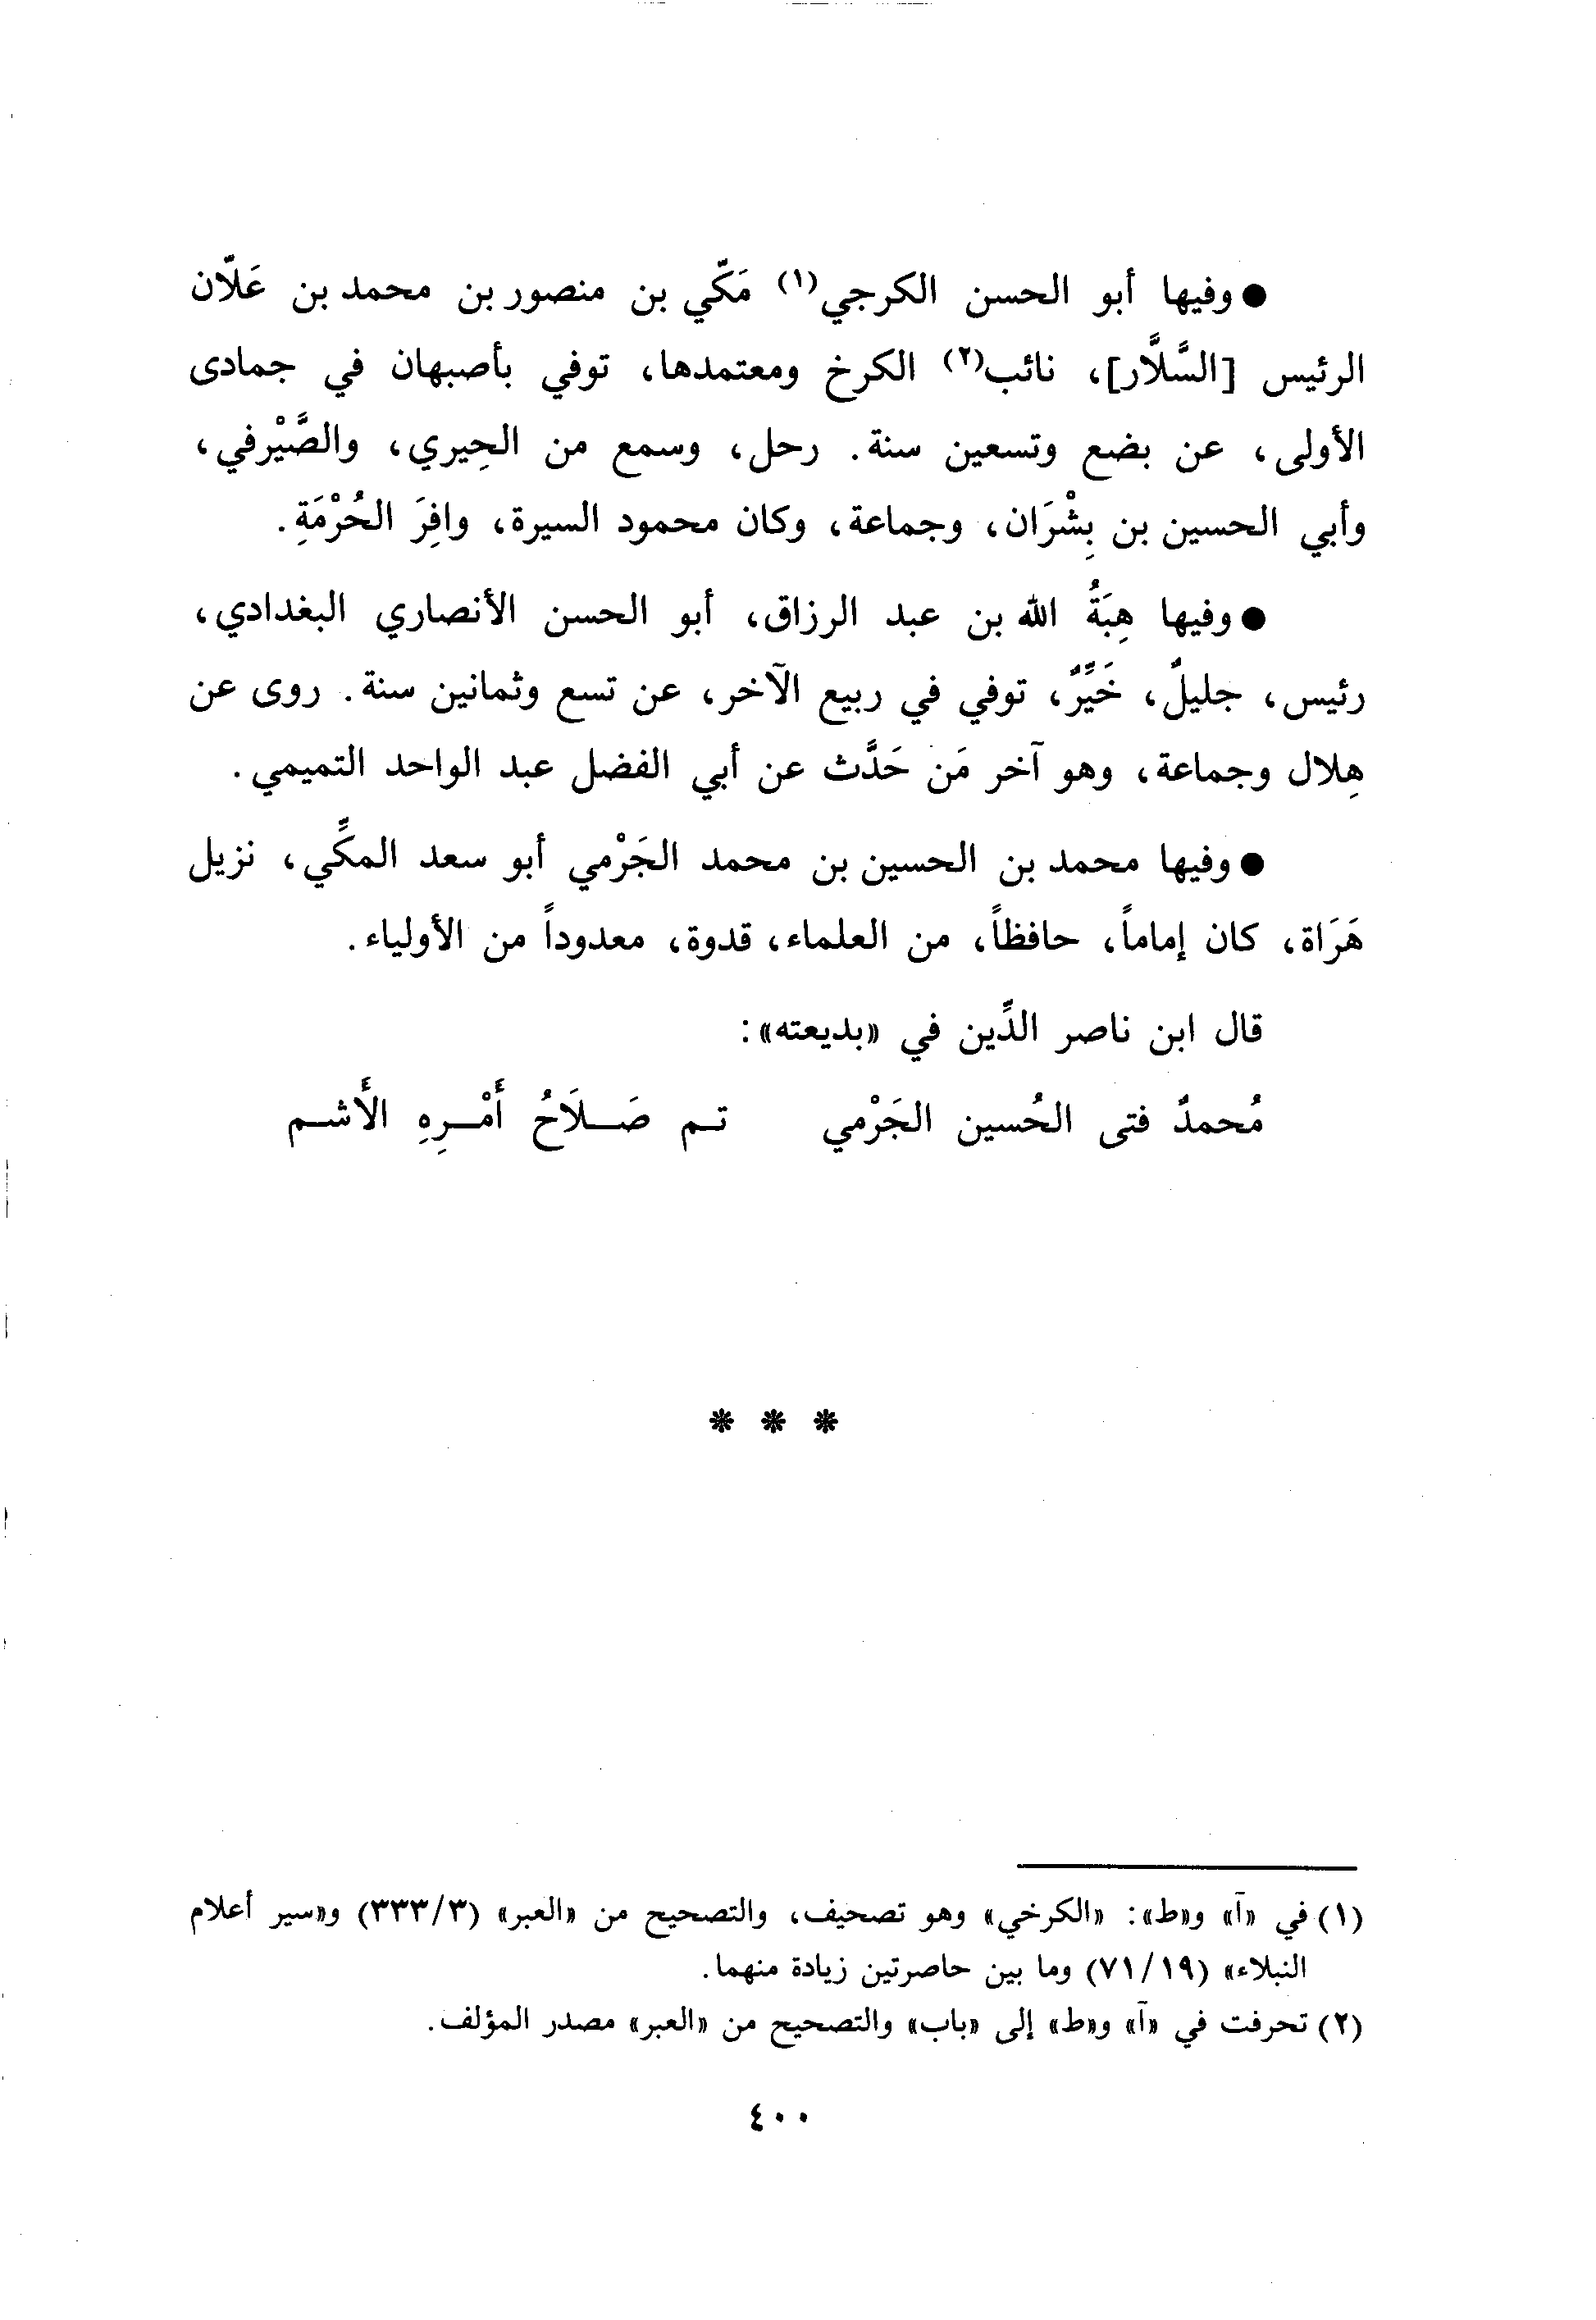 ● وفيها أبو الحسن الكرجي(١) مَكّي بن منصور بن محمد بن عَلّان
الرئيس [السَّلَّار]، نائب(٢) الكرخ ومعتمدها، توفي بأصبهان في جمادى
الأولى، عن بضع وتسعين سنة. رحل، وسمع من الحِيري، والصَّيْرفي،
وأبي الحسين بن بِشْرَان، وجماعة، وكان محمود السيرة، وافِرَ الحُرْمَةِ.
● وفيها هِبَةُ الله بن عبد الرزاق، أبو الحسن الأنصاري البغدادي،
رئيس، جليلٌ، خَيِّرٌ، توفي في ربيع الآخر، عن تسع وثمانين سنة. روى عن
هِلال وجماعة، وهو آخر مَن حَدَّث عن أبي الفضل عبد الواحد التميمي.
● وفيها محمد بن الحسين بن محمد الجَرْمي أبو سعد المكِّي، نزيل
هَرَاة، كان إماماً، حافظاً، من العلماء، قدوة، معدوداً من الأولياء.
قال ابن ناصر الدِّين في «بديعته»:
مُحمدٌ فتى الحُسين الجَرْمي تـم صَـلَاحُ أَمْـرِهِ الأَشـم
* * *
(١) في «آ» و«ط»: «الكرخي» وهو تصحيف، والتصحيح من «العبر» (٣/٣٣٣) و«سير أعلام
النبلاء» (١٩/٧١) وما بين حاصرتين زيادة منهما.
(٢) تحرفت في «آ» و«ط» إلى «باب» والتصحيح من «العبر» مصدر المؤلف.
٤٠٠